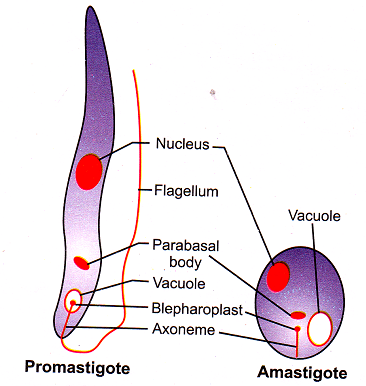 Nucleus
Flagellum
Vacuole
Parabasal
body
Vacuole
Blepharoplast
Axoneme
Promastigote
Amastigote